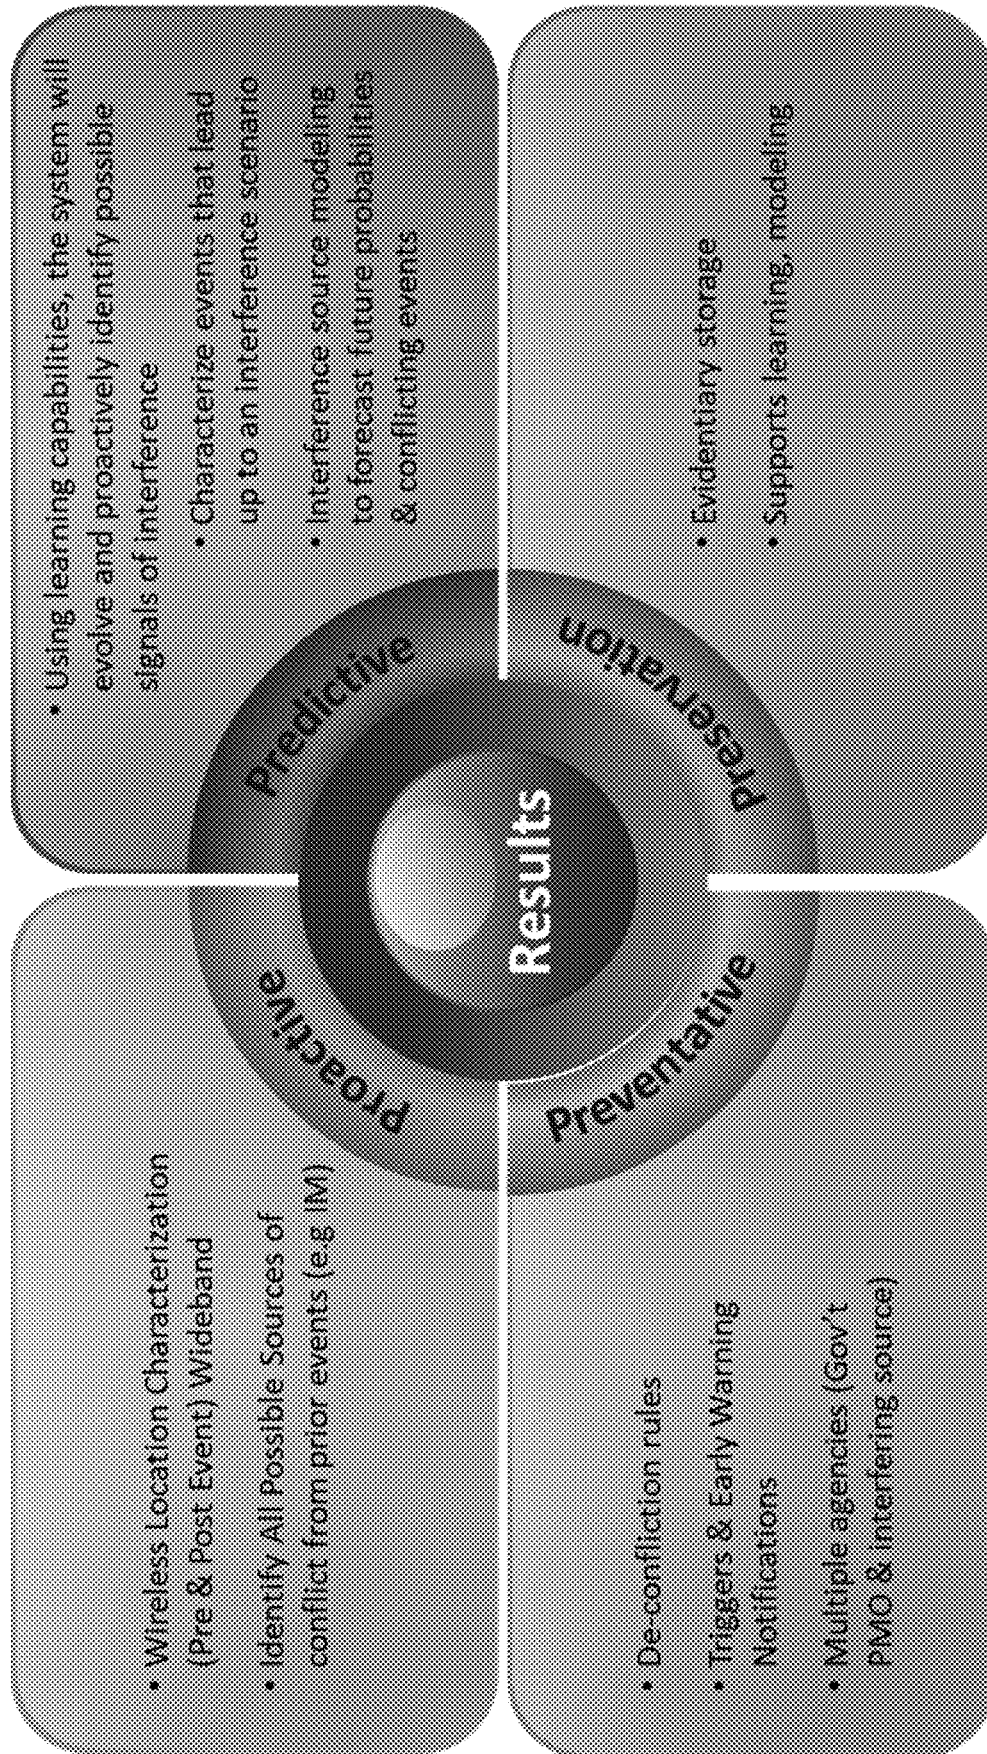 • Wireless Location Characterization
(Pre & Post Event) Wideband
• Identify All Possible Sources of
conflict from prior events (e.g IM)
Proactive
• Using learning capabilities, the system will
evolve and proactively identify possible
signals of interference
• Characterize events that lead
up to an interference scenario
• Interference source modeling
to forecast future probabilities
& conflicting events
Predictive
Results
• De-confliction rules
• Triggers & Early Warning
Notifications
• Multiple agencies (Gov't
PMO & interfering source)
Preventative
• Evidentiary storage
• Supports learning, modeling
Preservation